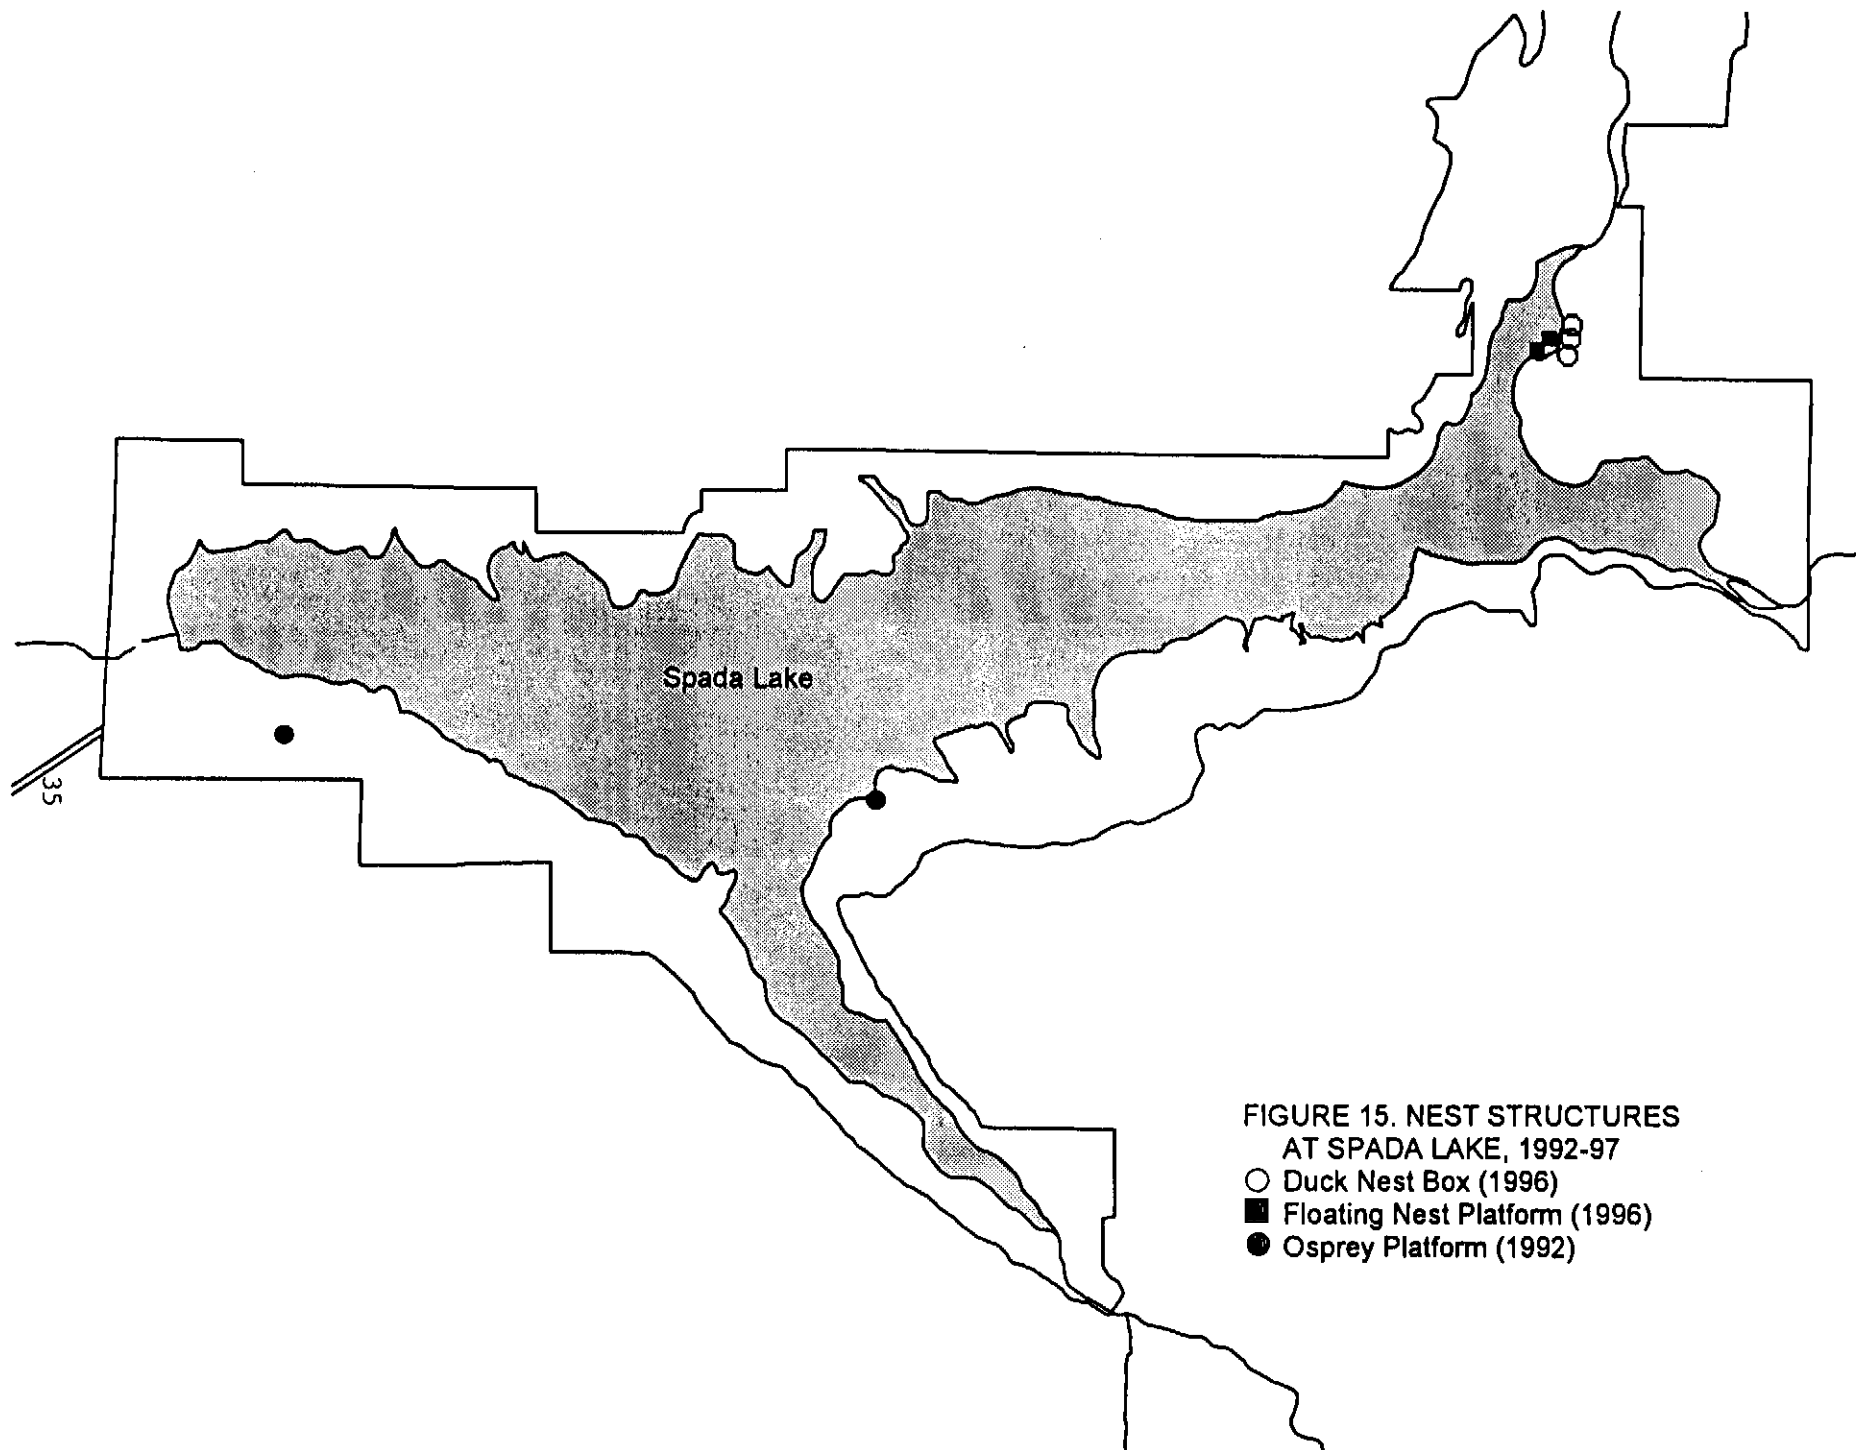 Spada Lake
35
FIGURE 15. NEST STRUCTURES
AT SPADA LAKE, 1992-97
Duck Nest Box (1996)
Floating Nest Platform (1996)
Osprey Platform (1992)